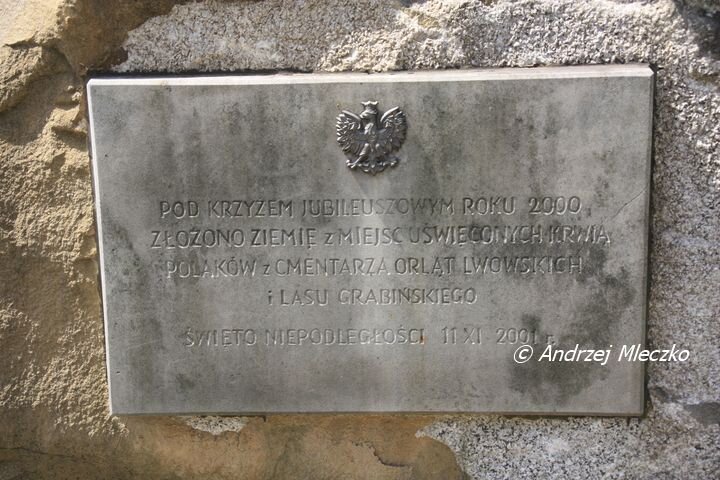 POD KRZYŻEM JUBILEUSZOWYM ROKU 2000
ZŁOŻONO ZIEMIĘ z MIEJSC UŚWIĘCONYCH KRWIĄ
POLAKÓW z CMENTARZA ORLĄT LWOWSKICH
i LASU GRABIŃSKIEGO
ŚWIĘTO NIEPODLEGŁOŚCI 11 XI 2001 r.
© Andrzej Mleczko